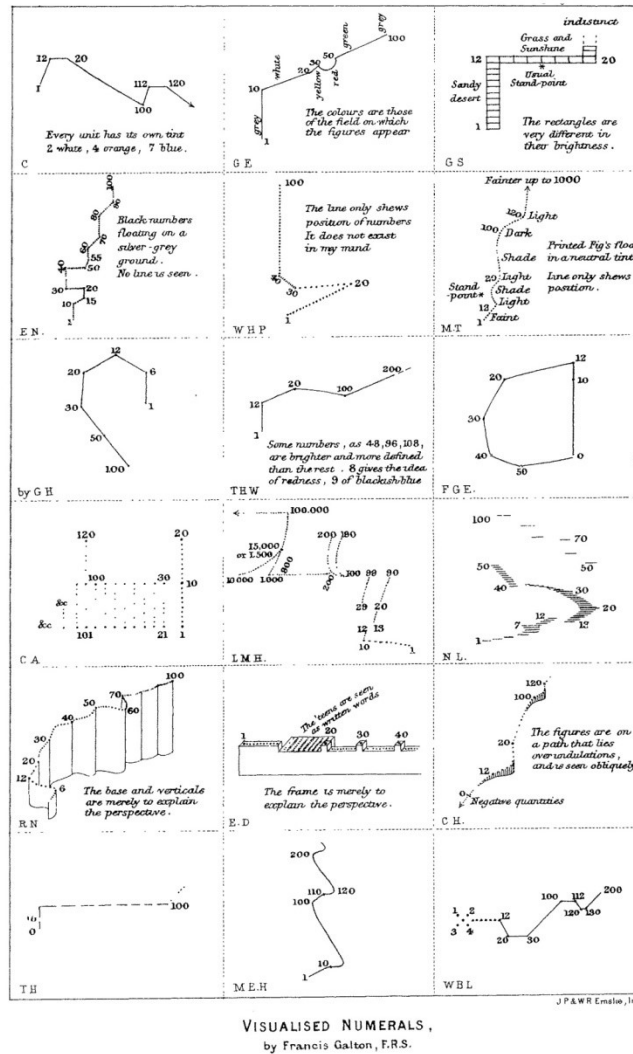 12 20
1
112 120
100
Every unit has its own tint
2 white, 4 orange, 7 blue.
C
grey
100
green
50
30
red
white
20
yellow
10
grey
1
The colours are those
of the field on which
the figures appear
G E
indistinct
Grass and
Sunshine
12 20
Usual
Stand-point
Sandy
desert
1
The rectangles are
very different in
their brightness.
G S
100
90
80
70
60
55
40 50
30 20
10 15
1
Black numbers
floating on a
silver-grey
ground.
No line is seen.
E N.
100
The line only shews
position of numbers
It does not exist
in my mind
40
30 20
1
W H P
Fainter up to 1000
120 Light
100 Dark
Shade
Printed Fig's float
in a neutral tint
20 Light
Stand
-point
Shade
Line only shews
position.
12 Light
1 Faint
M.T
12
20 6
30 1
50
100
by G H
200
20
12 100
1
Some numbers, as 48, 96, 108,
are brighter and more defined
than the rest. 8 gives the idea
of redness, 9 of blackish-blue
T H W
12
20 10
30
40 0
50
F G E.
120 20
100 30 10
&c
&c 101 21 1
C A.
100.000
15,000
or 1.500
200 190
10 000 1.000 800
200 100 99 90
29 20
12 13
10 1
L M H.
100 70
50 50
40 30
20
12
7 13
1
N L.
100
70
50 60
40
30
20
12 6
The base and verticals
are merely to explain
the perspective.
R N
The 'teens are seen
as written words
1 20 30 40
The frame is merely to
explain the perspective.
E.D
120
100
20
12
0
The figures are on
a path that lies
over undulations,
and is seen obliquely
Negative quantities
C H.
10
0
100
T H
200
110 120
100
10
1
M E.H
1 2
3 4
12
20 30
100 112
120 130
200
W B L
J P & W R Emslie,
VISUALISED NUMERALS,
by Francis Galton, F.R.S.